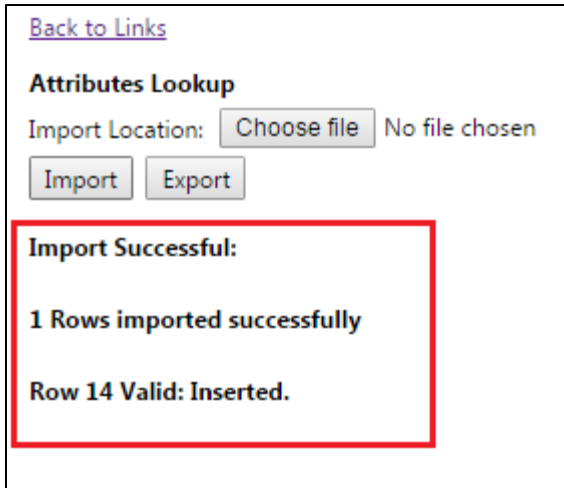 Back to Links
Attributes Lookup
Import Location: Choose file No file chosen
Import Export
Import Successful:
1 Rows imported successfully
Row 14 Valid: Inserted.